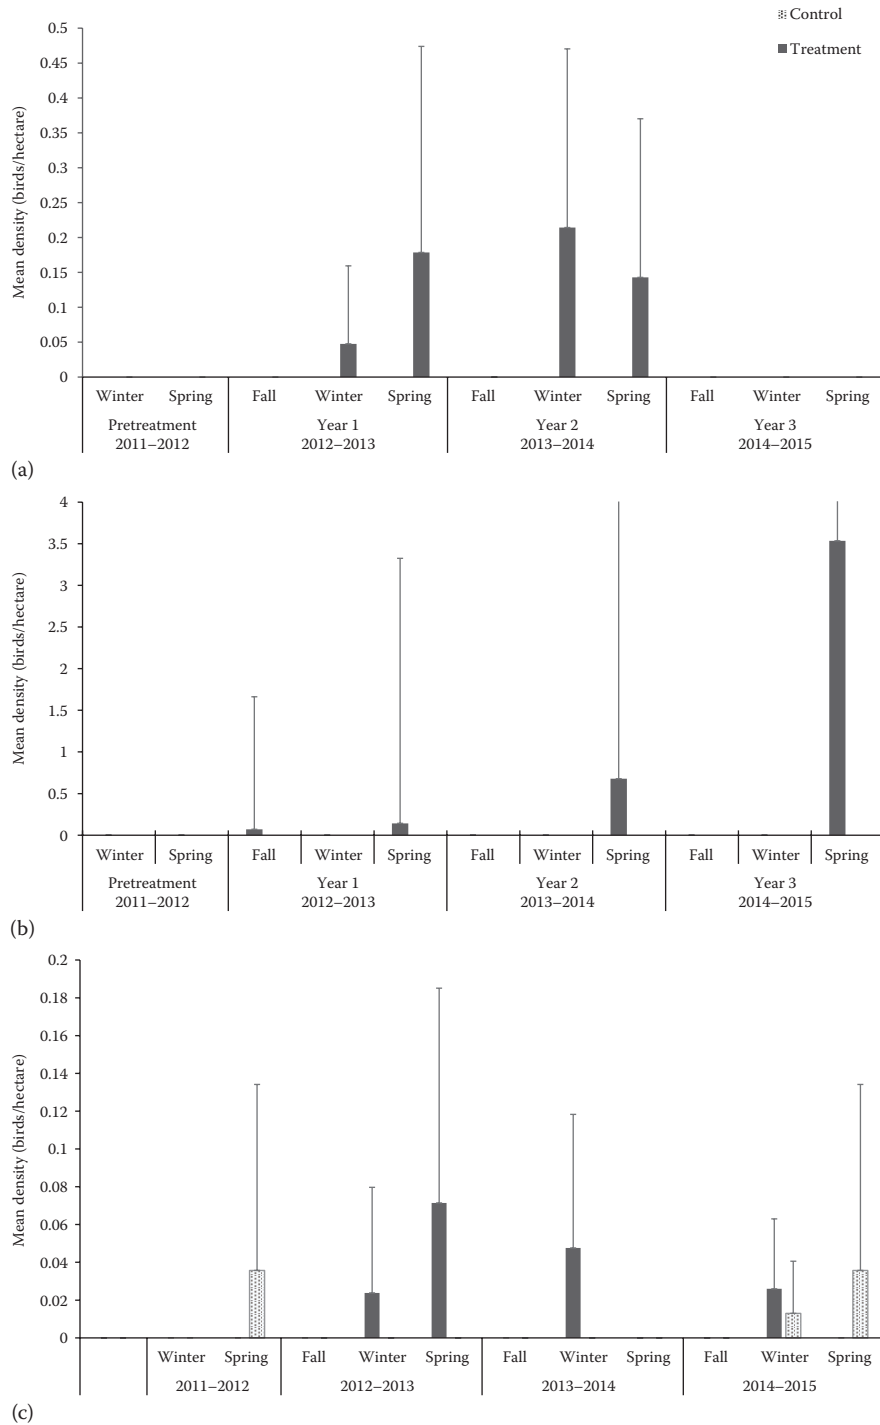 Control
Treatment
Mean density (birds/hectare)
0.5
0.45
0.4
0.35
0.3
0.25
0.2
0.15
0.1
0.05
0
Winter Spring Fall Winter Spring Fall Winter Spring Fall Winter Spring
Pretreatment Year 1 Year 2 Year 3
2011–2012 2012–2013 2013–2014 2014–2015
(a)
Mean density (birds/hectare)
4
3.5
3
2.5
2
1.5
1
0.5
0
Winter Spring Fall Winter Spring Fall Winter Spring Fall Winter Spring
Pretreatment Year 1 Year 2 Year 3
2011–2012 2012–2013 2013–2014 2014–2015
(b)
Mean density (birds/hectare)
0.2
0.18
0.16
0.14
0.12
0.1
0.08
0.06
0.04
0.02
0
Winter Spring Fall Winter Spring Fall Winter Spring Fall Winter Spring
2011–2012 2012–2013 2013–2014 2014–2015
(c)